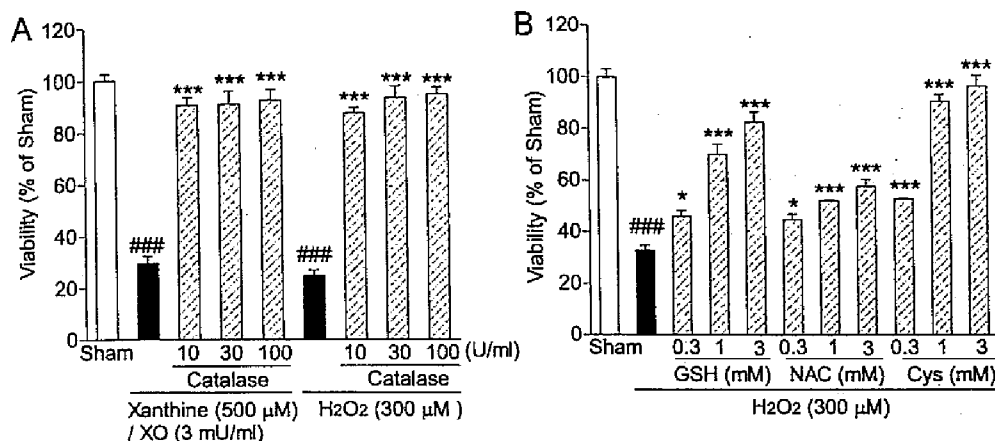 A
B
Viability (% of Sham)
120
100
80
60
40
20
0
###
***
***
***
###
***
***
***
Sham
10
30
100
10
30
100
(U/ml)
Catalase
Catalase
Xanthine (500 μM)
/ XO (3 mU/ml)
H2O2 (300 μM )
Viability (% of Sham)
120
100
80
60
40
20
0
###
*
***
***
*
***
***
***
***
***
Sham
0.3
1
3
0.3
1
3
0.3
1
3
GSH (mM)
NAC (mM)
Cys (mM)
H2O2 (300 μM)